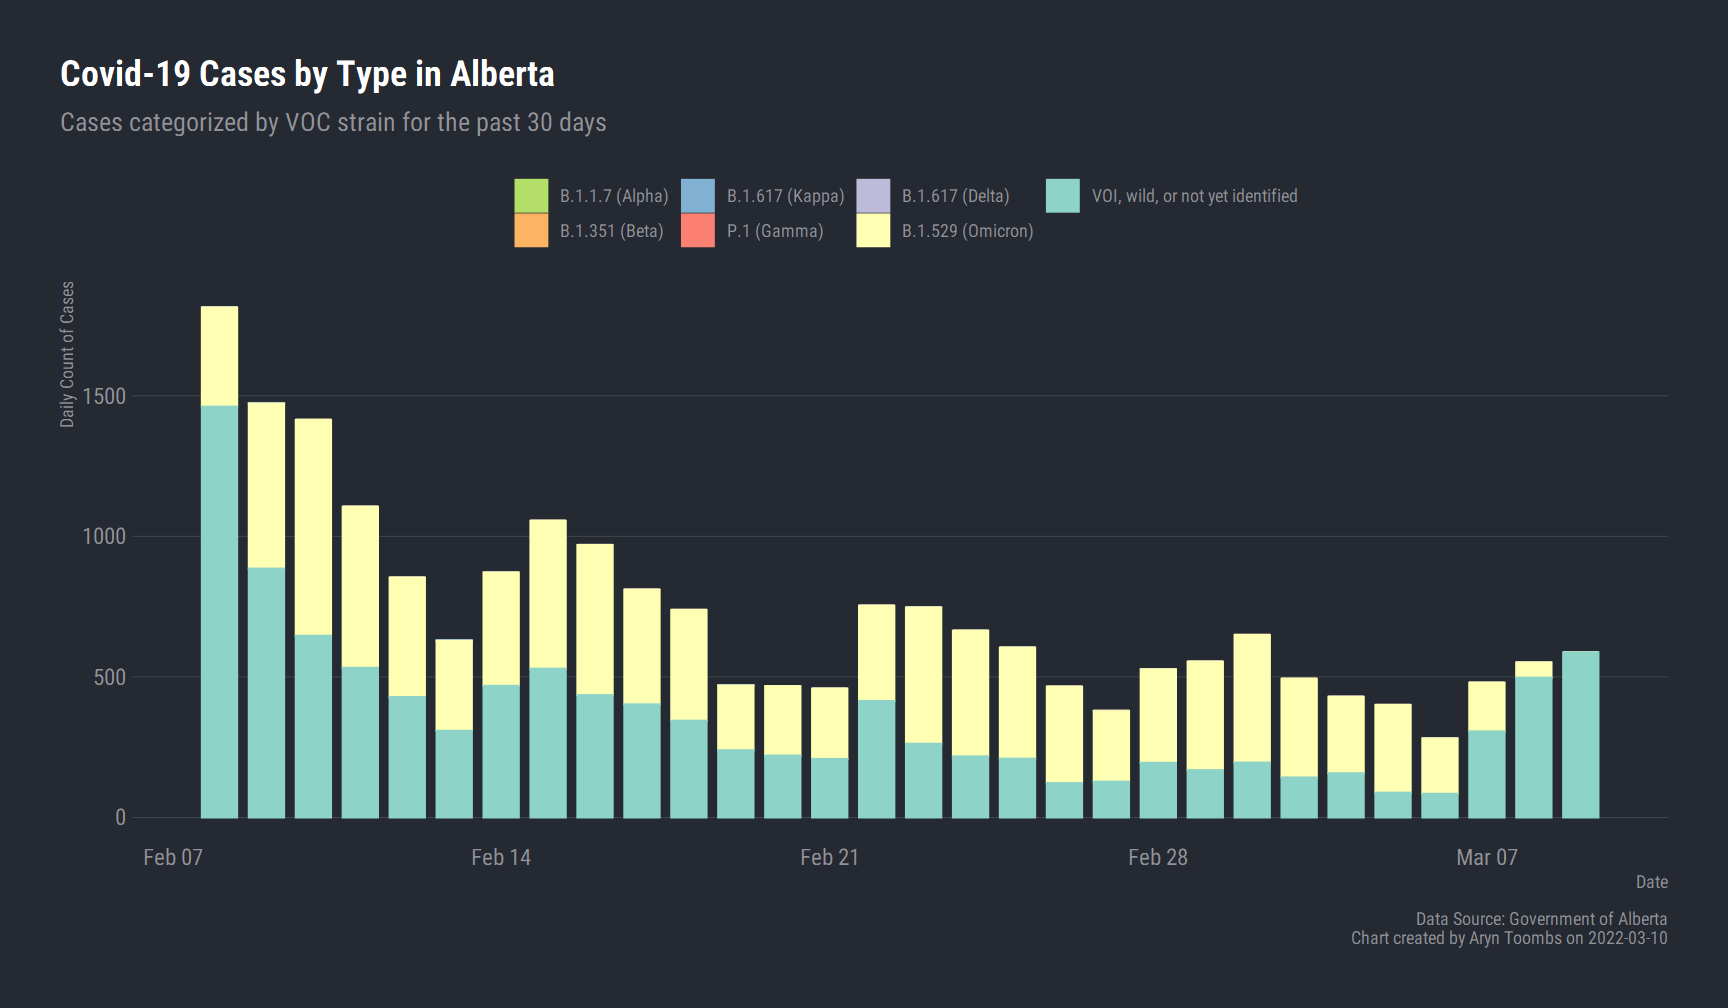 Covid-19 Cases by Type in Alberta
Cases categorized by VOC strain for the past 30 days
B.1.1.7 (Alpha)
B.1.617 (Kappa)
B.1.617 (Delta)
VOI, wild, or not yet identified
B.1.351 (Beta)
P.1 (Gamma)
B.1.529 (Omicron)
Daily Count of Cases
1500
1000
500
0
Feb 07
Feb 14
Feb 21
Feb 28
Mar 07
Date
Data Source: Government of Alberta
Chart created by Aryn Toombs on 2022-03-10